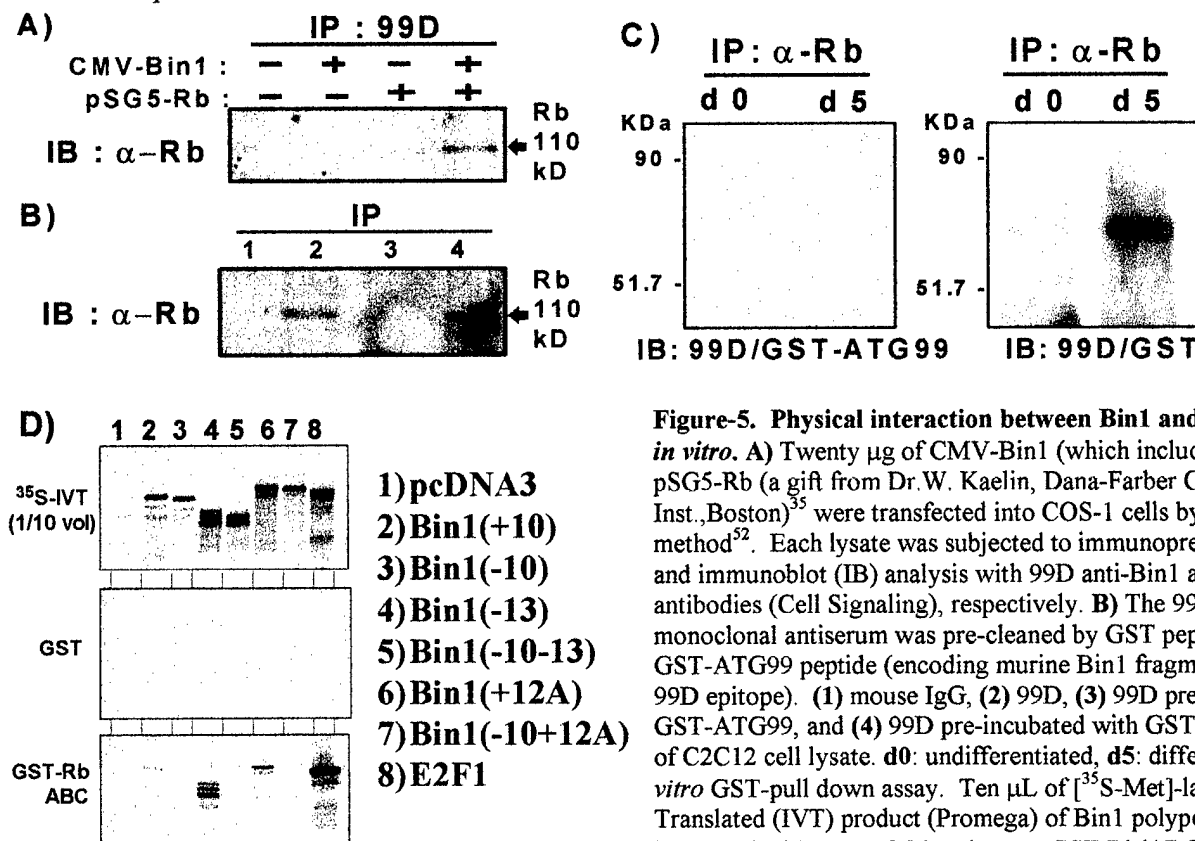 A)
IP : 99D
CMV-Bin1 : − + − +
pSG5-Rb : − − + +
IB : α−Rb
Rb
110
kD
B)
IP
1 2 3 4
IB : α−Rb
Rb
110
kD
C)
IP: α-Rb
d 0 d 5
KDa
90 -
51.7 -
IB: 99D/GST-ATG99
IP: α-Rb
d 0 d 5
KDa
90 -
51.7 -
IB: 99D/GST
D)
1 2 3 4 5 6 7 8
35S-IVT
(1/10 vol)
GST
GST-Rb
ABC
1)pcDNA3
2)Bin1(+10)
3)Bin1(-10)
4)Bin1(-13)
5)Bin1(-10-13)
6)Bin1(+12A)
7)Bin1(-10+12A)
8)E2F1
Figure-5. Physical interaction between Bin1 and
in vitro. A) Twenty µg of CMV-Bin1 (which includ
pSG5-Rb (a gift from Dr.W. Kaelin, Dana-Farber C
Inst.,Boston)35 were transfected into COS-1 cells by
method52. Each lysate was subjected to immunopre
and immunoblot (IB) analysis with 99D anti-Bin1 a
antibodies (Cell Signaling), respectively. B) The 99
monoclonal antiserum was pre-cleaned by GST pep
GST-ATG99 peptide (encoding murine Bin1 fragm
99D epitope). (1) mouse IgG, (2) 99D, (3) 99D pre
GST-ATG99, and (4) 99D pre-incubated with GST
of C2C12 cell lysate. d0: undifferentiated, d5: diffe
vitro GST-pull down assay. Ten µL of [35S-Met]-la
Translated (IVT) product (Promega) of Bin1 polype